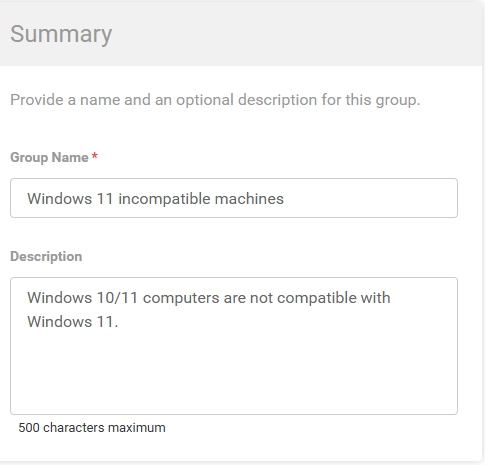 Summary
Provide a name and an optional description for this group.
Group Name *
Windows 11 incompatible machines
Description
Windows 10/11 computers are not compatible with
Windows 11.
500 characters maximum